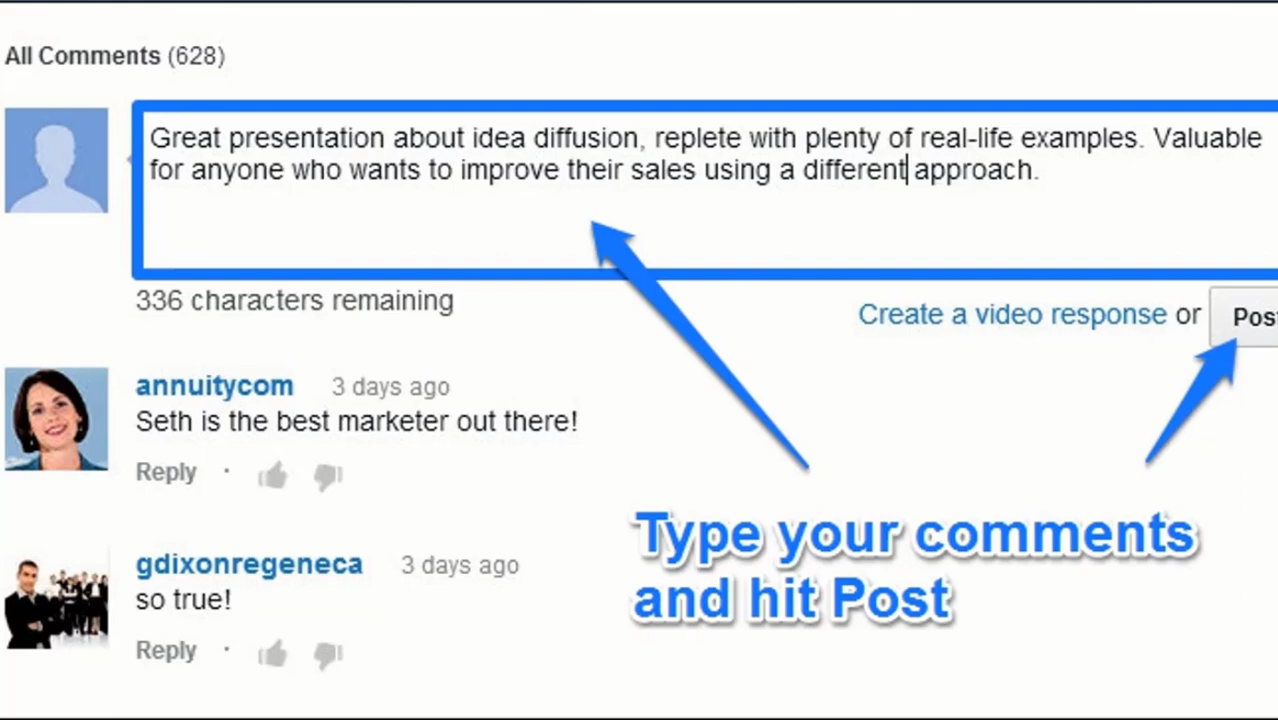 All Comments (628)
Great presentation about idea diffusion, replete with plenty of real-life examples. Valuable
for anyone who wants to improve their sales using a different approach.
336 characters remaining
Create a video response or Pos
annuitycom 3 days ago
Seth is the best marketer out there!
Reply ·
gdixonregeneca 3 days ago
so true!
Reply ·
Type your comments
and hit Post